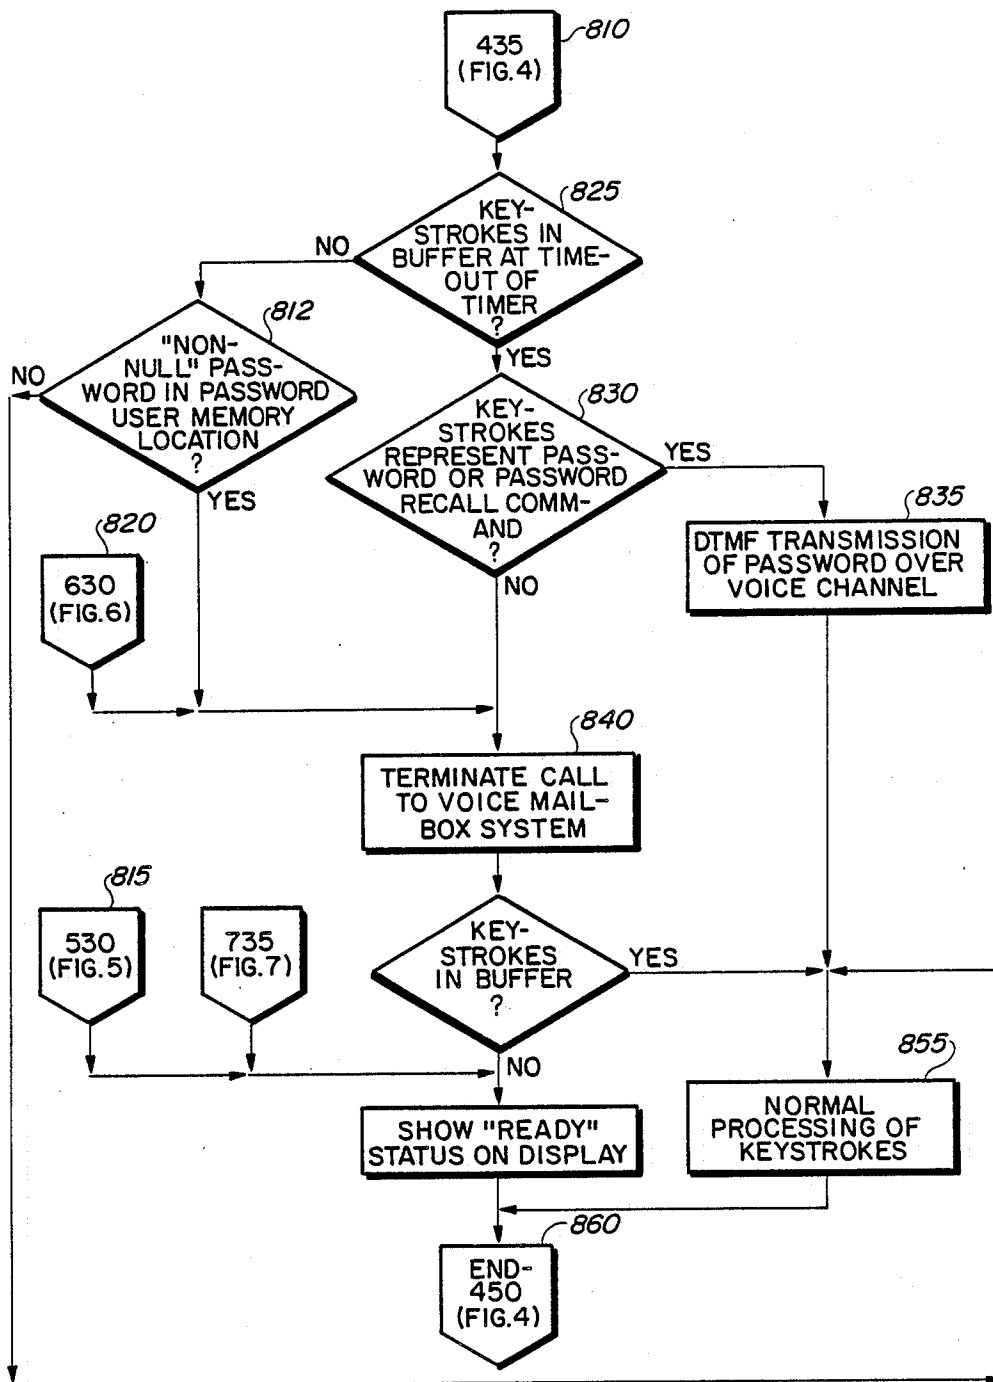 435
(FIG.4)
810
825
KEY-
STROKES IN
BUFFER AT TIME-
OUT OF
TIMER
?
NO
YES
812
"NON-
NULL" PASS-
WORD IN PASSWORD
USER MEMORY
LOCATION
?
NO
YES
830
KEY-
STROKES
REPRESENT PASS-
WORD OR PASSWORD
RECALL COMM-
AND
?
YES
NO
835
DTMF TRANSMISSION
OF PASSWORD OVER
VOICE CHANNEL
820
630
(FIG.6)
840
TERMINATE CALL
TO VOICE MAIL-
BOX SYSTEM
815
530
(FIG.5)
735
(FIG.7)
KEY-
STROKES
IN BUFFER
?
YES
NO
855
NORMAL
PROCESSING OF
KEYSTROKES
SHOW "READY"
STATUS ON DISPLAY
860
END-
450
(FIG.4)